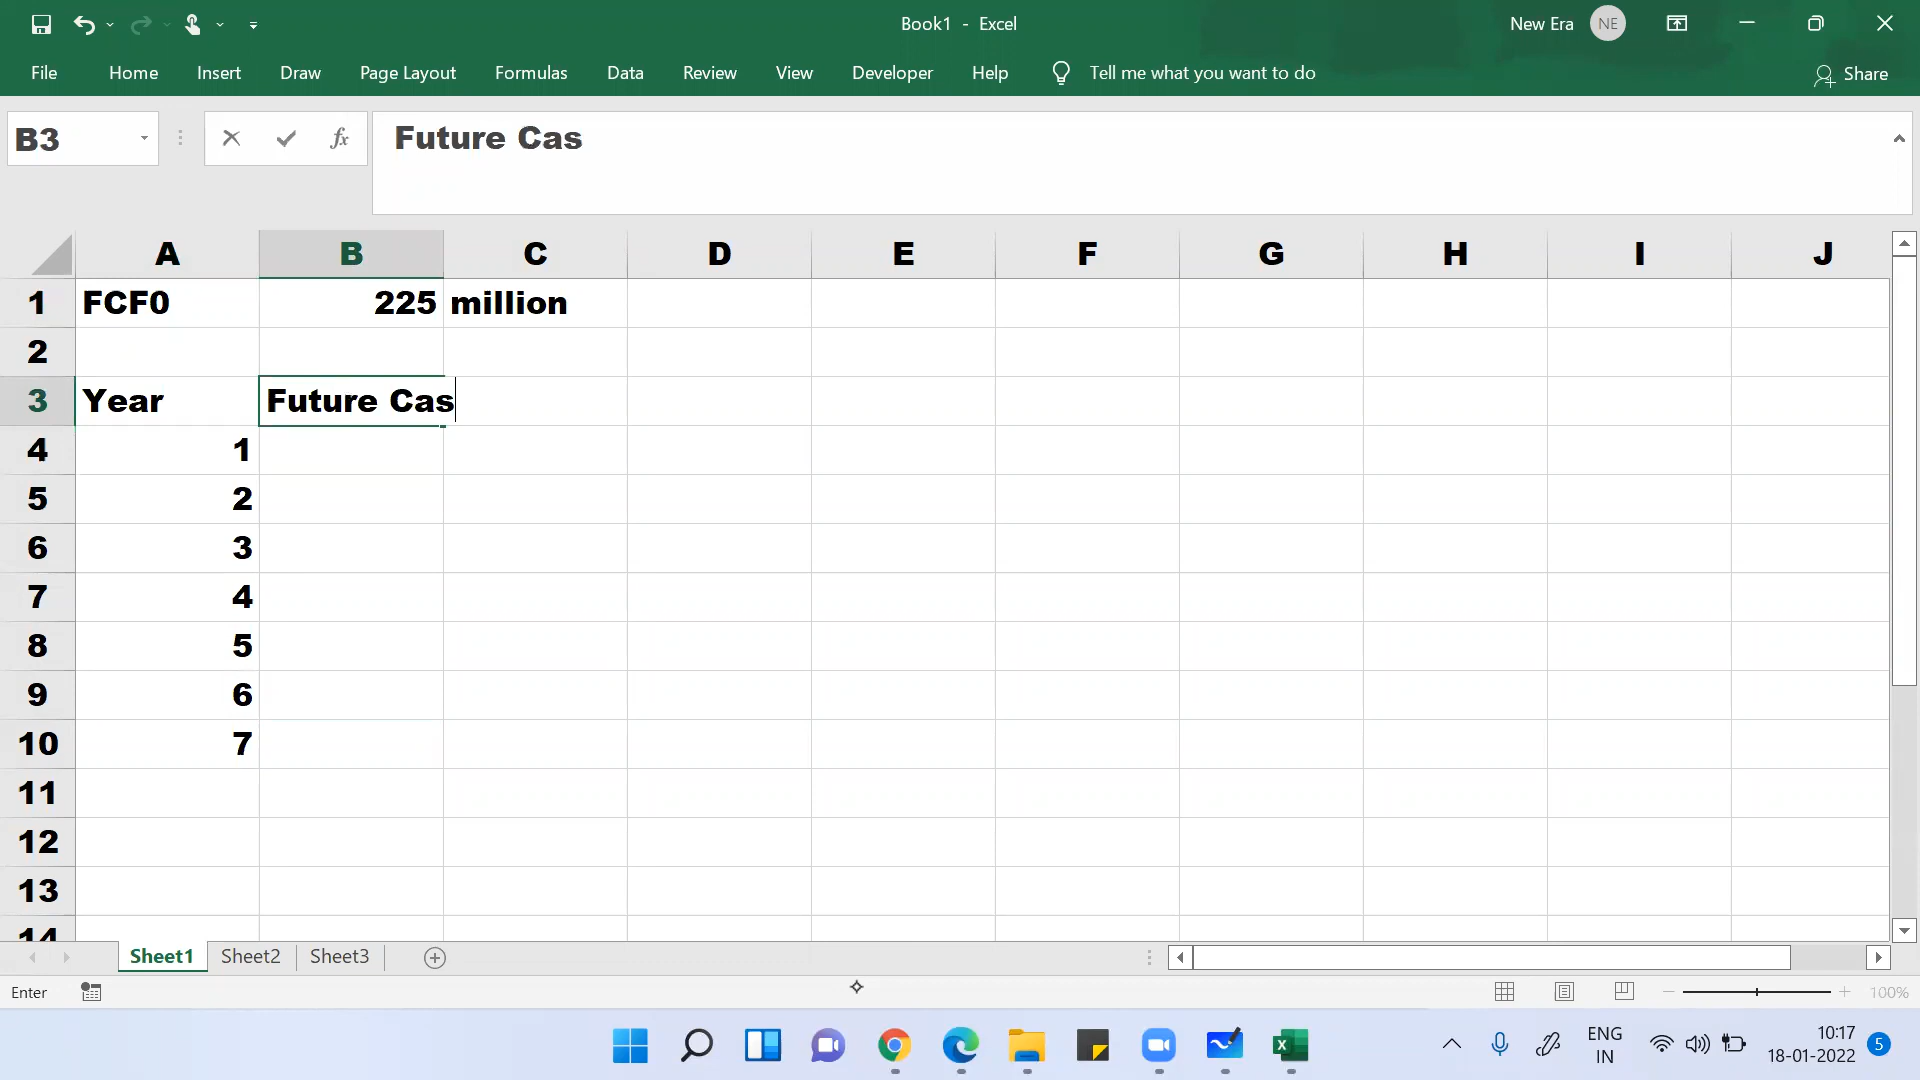 Book1 - Excel
New Era NE
File Home Insert Draw Page Layout Formulas Data Review View Developer Help Tell me what you want to do Share
B3 fx Future Cas
A B C D E F G H I J
1 FCF0 225 million
2
3 Year Future Cas
4 1
5 2
6 3
7 4
8 5
9 6
10 7
11
12
13
14
Sheet1 Sheet2 Sheet3
Enter 100%
ENG 10:17
IN 18-01-2022 5